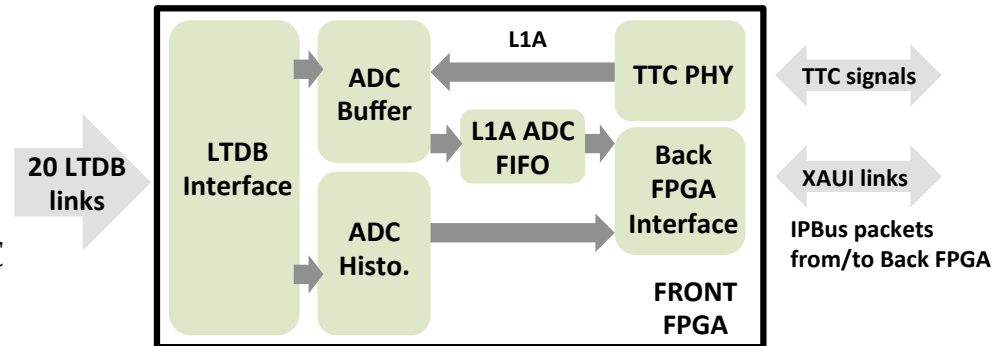 20 LTDB
links
LTDB
Interface
ADC
Buffer
ADC
Histo.
L1A
L1A ADC
FIFO
TTC PHY
Back
FPGA
Interface
FRONT
FPGA
TTC signals
XAUI links
IPBus packets
from/to Back FPGA